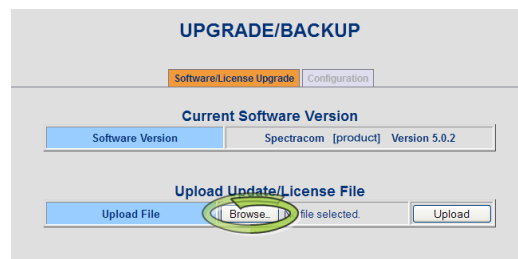 UPGRADE/BACKUP
Software/License Upgrade Configuration
Current Software Version
Software Version Spectracom [product] Version 5.0.2
Upload Update/License File
Upload File Browse_ file selected. Upload